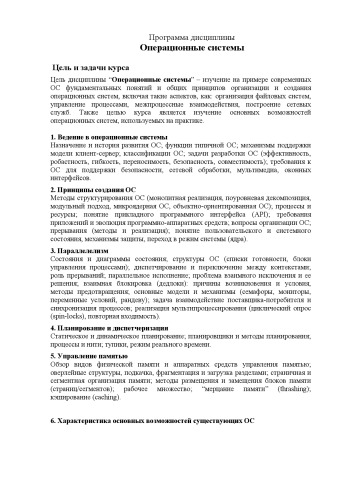 Программа дисциплины
Операционные системы
Цель и задачи курса
Цель дисциплины “Операционные системы” – изучение на примере современных
ОС фундаментальных понятий и общих принципов организации и создания
операционных систем, включая такие аспекты, как: организация файловых систем,
управление процессами, межпроцессные взаимодействия, построение сетевых
служб. Также целью курса является изучение основных возможностей
операционных систем, используемых на практике.
1. Ведение в операционные системы
Назначение и история развития ОС; функции типичной ОС; механизмы поддержки
модели клиент-сервер; классификация ОС; задачи разработки ОС (эффективность,
робастность, гибкость, переносимость, безопасность, совместимость); требования к
ОС для поддержки безопасности, сетевой обработки, мультимедиа, оконных
интерфейсов.
2. Принципы создания ОС
Методы структурирования ОС (монолитная реализация, поуровневая декомпозиция,
модульный подход, микроядерная ОС, объектно-ориентированная ОС); процессы и
ресурсы; понятие прикладного программного интерфейса (API); требования
приложений и эволюция программно-аппаратных средств; вопросы организации ОС;
прерывания (методы и реализация); понятие пользовательского и системного
состояния, механизмы защиты, переход в режим системы (ядра).
3. Параллелелизм
Состояния и диаграммы состояния, структуры ОС (списки готовности, блоки
управления процессами); диспетчирование и переключение между контекстами;
роль прерываний; параллельное исполнение; проблема взаимного исключения и ее
решения; взаимная блокировка (дедлоки): причины возникновения и условия,
методы предотвращения; основные модели и механизмы (семафоры, мониторы,
переменные условий, рандеву); задача взаимодействие поставщика-потребителя и
синхронизация процессов; реализация мультипроцессирования (циклический опрос
(spin-locks), повторная входимость).
4. Планирование и диспетчеризация
Статическое и динамическое планирование; планировщики и методы планирования,
процессы и нити; тупики; режим реального времени.
5. Управление памятью
Обзор видов физической памяти и аппаратных средств управления памятью;
оверлейные структуры, подкачка, фрагментация и загрузка разделами; страничная и
сегментная организация памяти; методы размещения и замещения блоков памяти
(страниц/сегментов); рабочее множество; “мерцание памяти” (thrashing);
кэширование (caching).
6. Характеристика основных возможностей существующих ОС